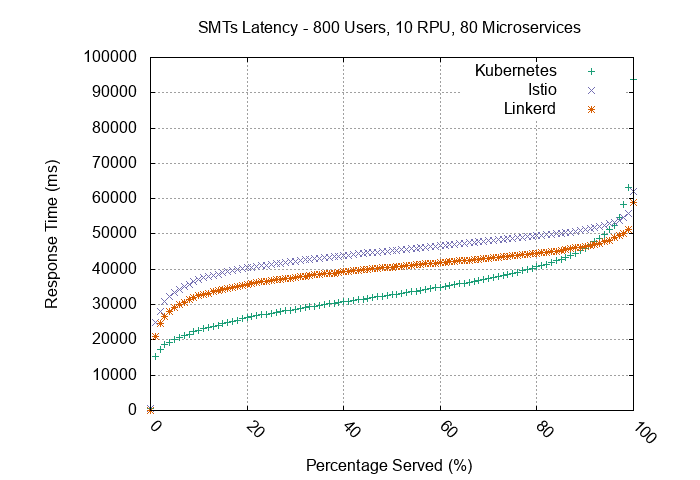 SMTs Latency - 800 Users, 10 RPU, 80 Microservices
100000
90000
80000
70000
60000
50000
40000
30000
20000
10000
0
Response Time (ms)
Kubernetes
Istio
Linkerd
0
20
40
60
80
100
Percentage Served (%)